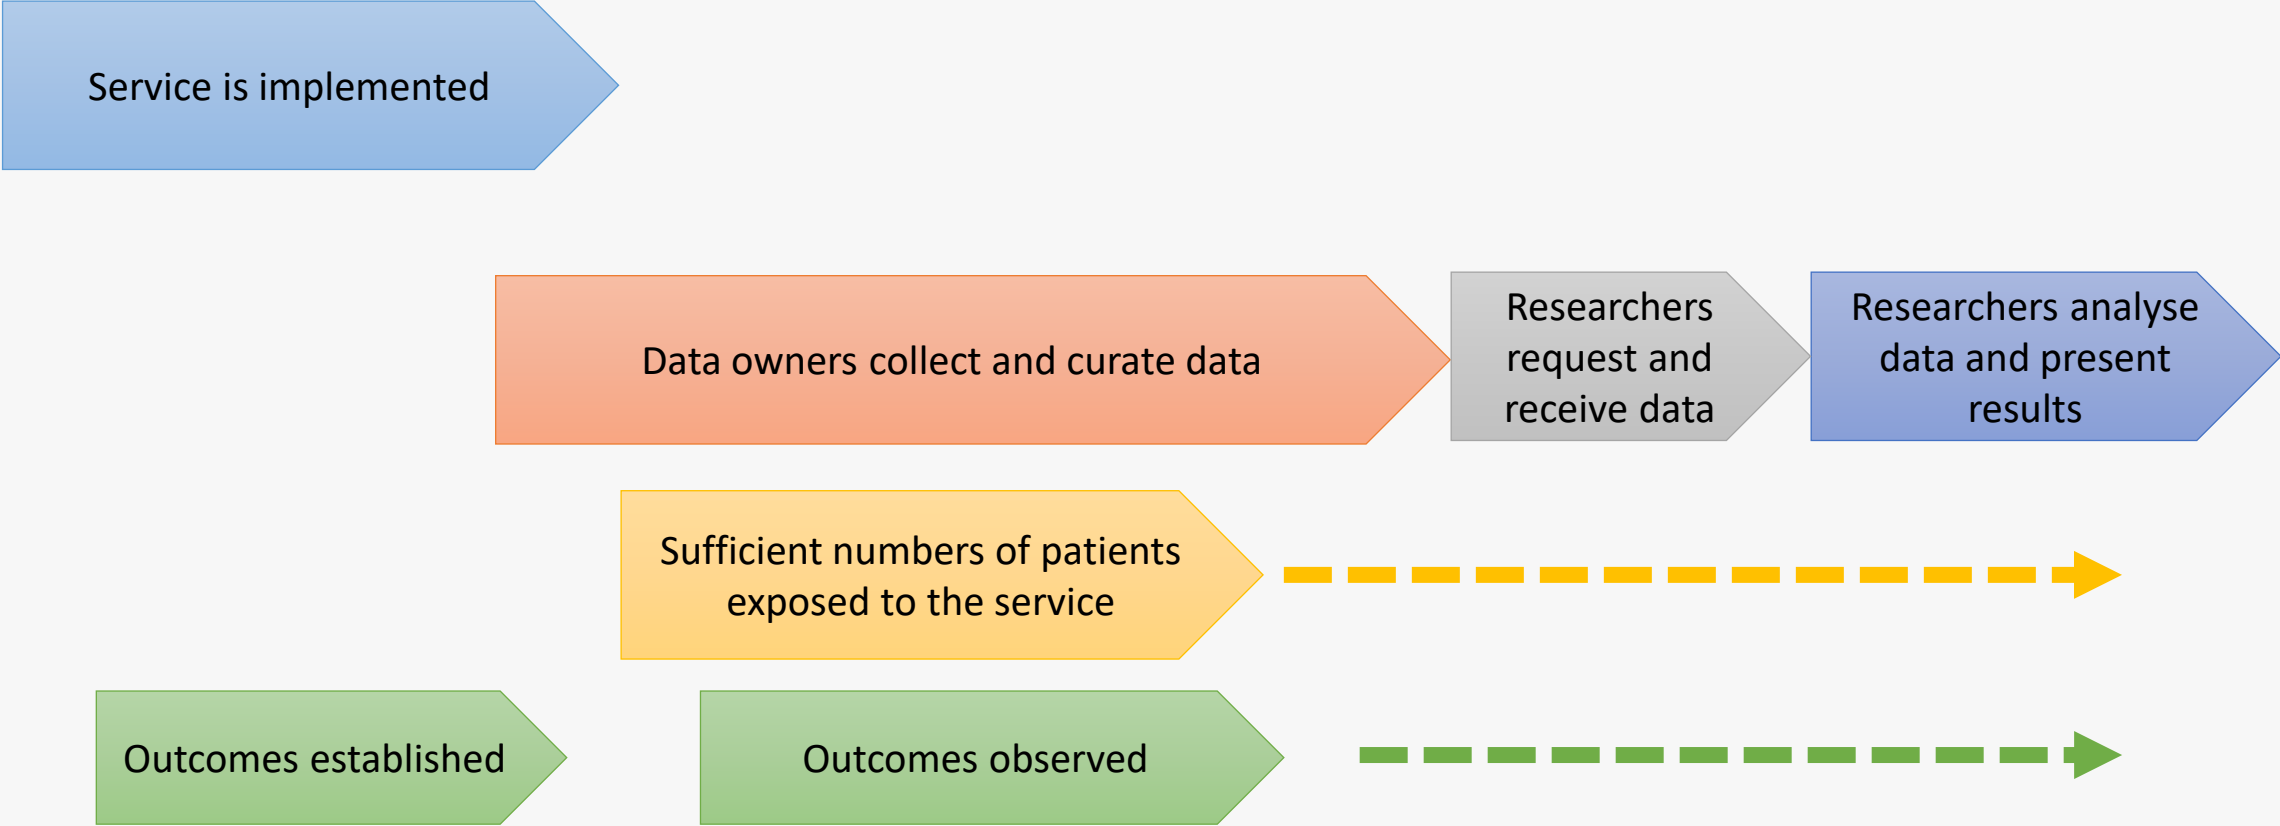 Service is implemented
Data owners collect and curate data
Researchers
request and
receive data
Researchers analyse
data and present
results
Sufficient numbers of patients
exposed to the service
Outcomes established
Outcomes observed